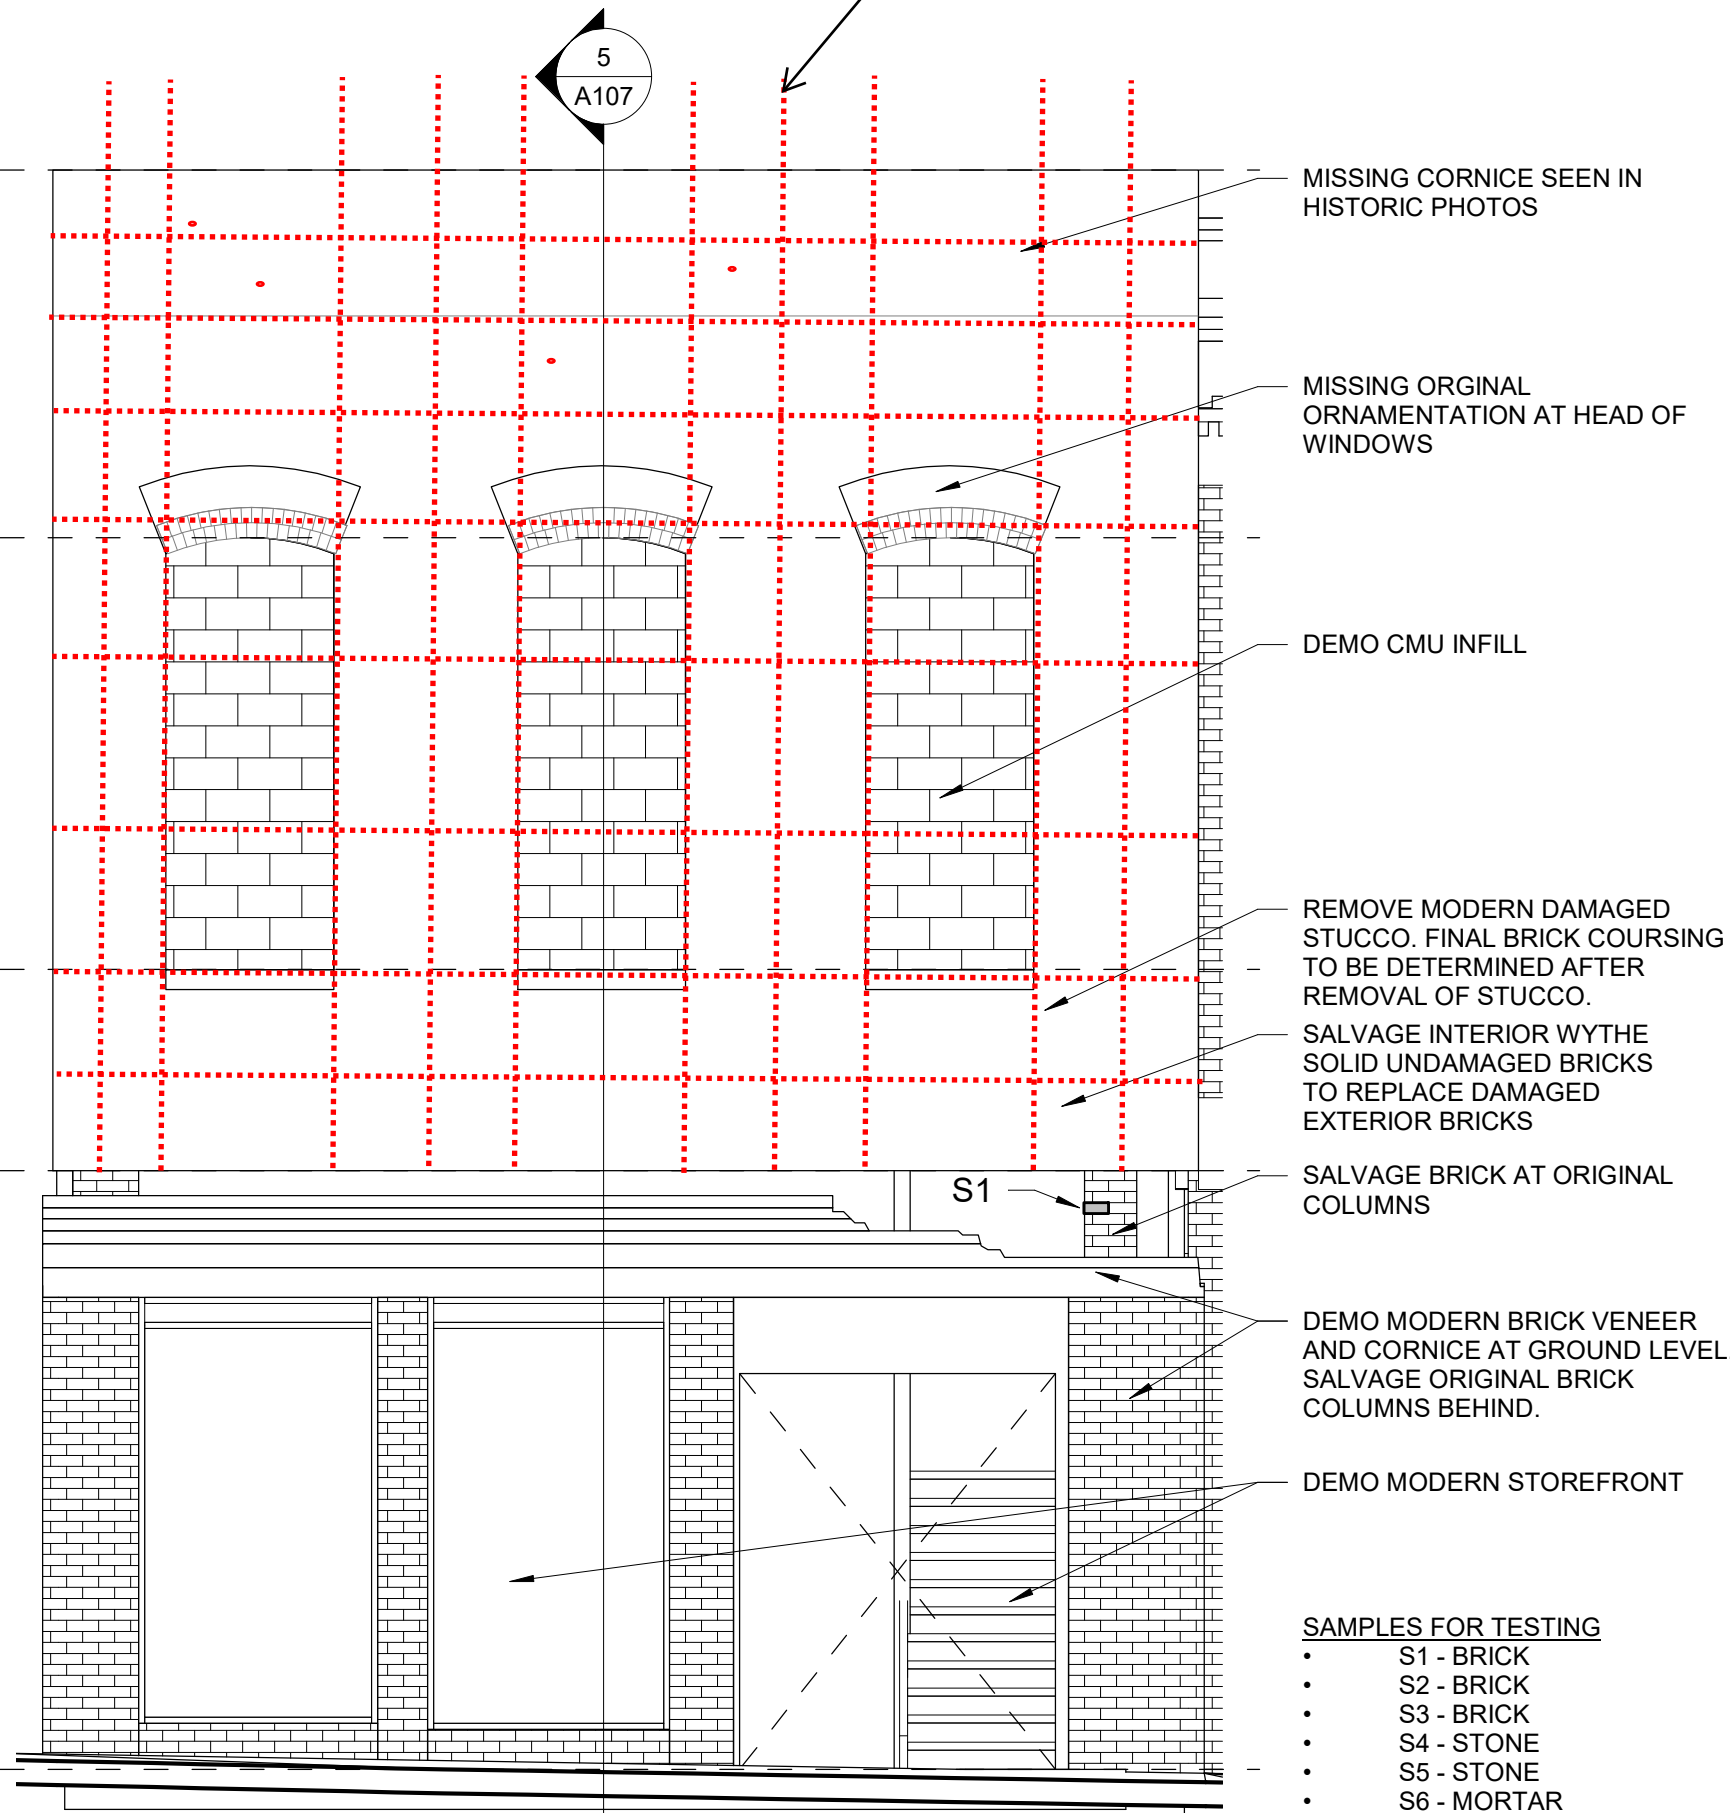 5
A107
MISSING CORNICE SEEN IN
HISTORIC PHOTOS
MISSING ORGINAL
ORNAMENTATION AT HEAD OF
WINDOWS
DEMO CMU INFILL
REMOVE MODERN DAMAGED
STUCCO. FINAL BRICK COURSING
TO BE DETERMINED AFTER
REMOVAL OF STUCCO.
SALVAGE INTERIOR WYTHE
SOLID UNDAMAGED BRICKS
TO REPLACE DAMAGED
EXTERIOR BRICKS
S1
SALVAGE BRICK AT ORIGINAL
COLUMNS
DEMO MODERN BRICK VENEER
AND CORNICE AT GROUND LEVEL
SALVAGE ORIGINAL BRICK
COLUMNS BEHIND.
DEMO MODERN STOREFRONT
SAMPLES FOR TESTING
• S1 - BRICK
• S2 - BRICK
• S3 - BRICK
• S4 - STONE
• S5 - STONE
• S6 - MORTAR